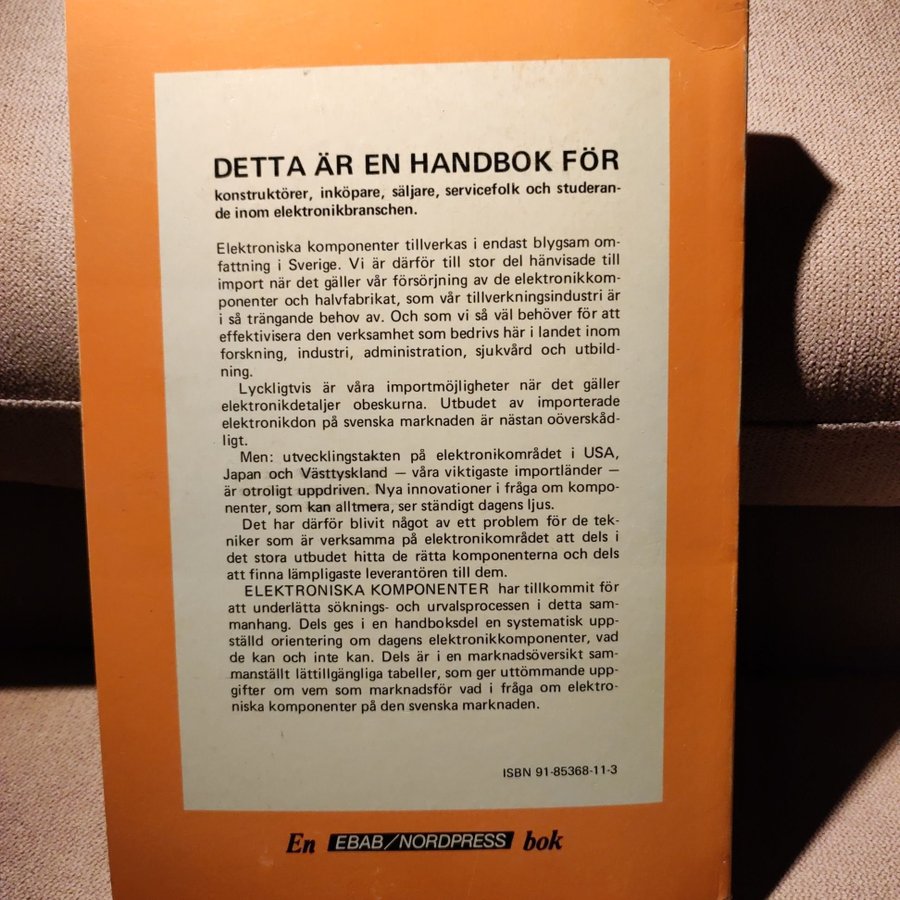 DETTA ÄR EN HANDBOK FÖR
konstruktörer, inköpare, säljare, servicefolk och studeran-
de inom elektronikbranschen.
Elektroniska komponenter tillverkas i endast blygsam om-
fattning i Sverige. Vi är därför till stor del hänvisade till
import när det gäller vår försörjning av de elektronikkom-
ponenter och halvfabrikat, som vår tillverkningsindustri är
i så trängande behov av. Och som vi så väl behöver för att
effektivisera den verksamhet som bedrivs här i landet inom
forskning, industri, administration, sjukvård och utbild-
ning.
Lyckligtvis är våra importmöjligheter när det gäller
elektronikdetaljer obeskurna. Utbudet av importerade
elektronikdon på svenska marknaden är nästan oöverskåd-
ligt.
Men: utvecklingstakten på elektronikområdet i USA,
Japan och Västtyskland — våra viktigaste importländer —
är otroligt uppdriven. Nya innovationer i fråga om kompo-
nenter, som kan alltmera, ser ständigt dagens ljus.
Det har därför blivit något av ett problem för de tek-
niker som är verksamma på elektronikområdet att dels i
det stora utbudet hitta de rätta komponenterna och dels
att finna lämpligaste leverantören till dem.
ELEKTRONISKA KOMPONENTER har tillkommit för
att underlätta söknings- och urvalsprocessen i detta sam-
manhang. Dels ges i en handboksdel en systematisk upp-
ställd orientering om dagens elektronikkomponenter, vad
de kan och inte kan. Dels är i en marknadsöversikt sam-
manställt lättillgängliga tabeller, som ger uttömmande upp-
gifter om vem som marknadsför vad i fråga om elektro-
niska komponenter på den svenska marknaden.
ISBN 91-85368-11-3
En EBAB/NORDPRESS bok